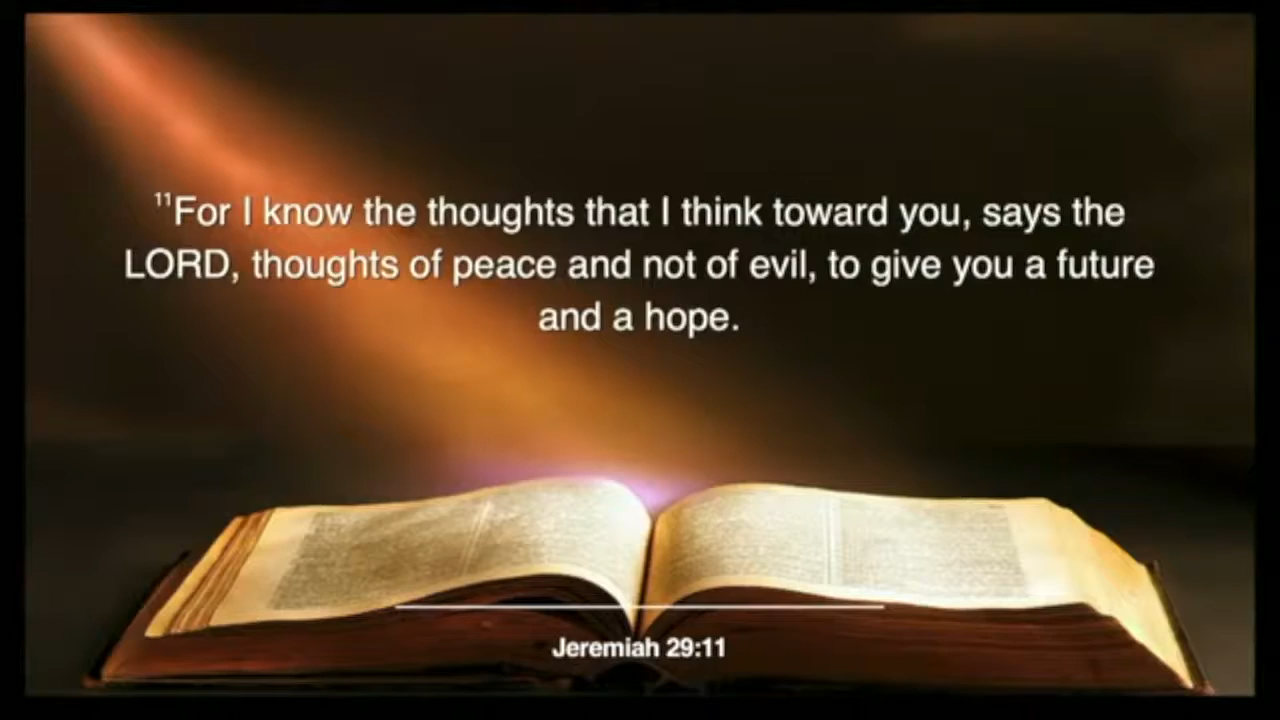 ¹¹For I know the thoughts that I think toward you, says the
LORD, thoughts of peace and not of evil, to give you a future
and a hope.
Jeremiah 29:11